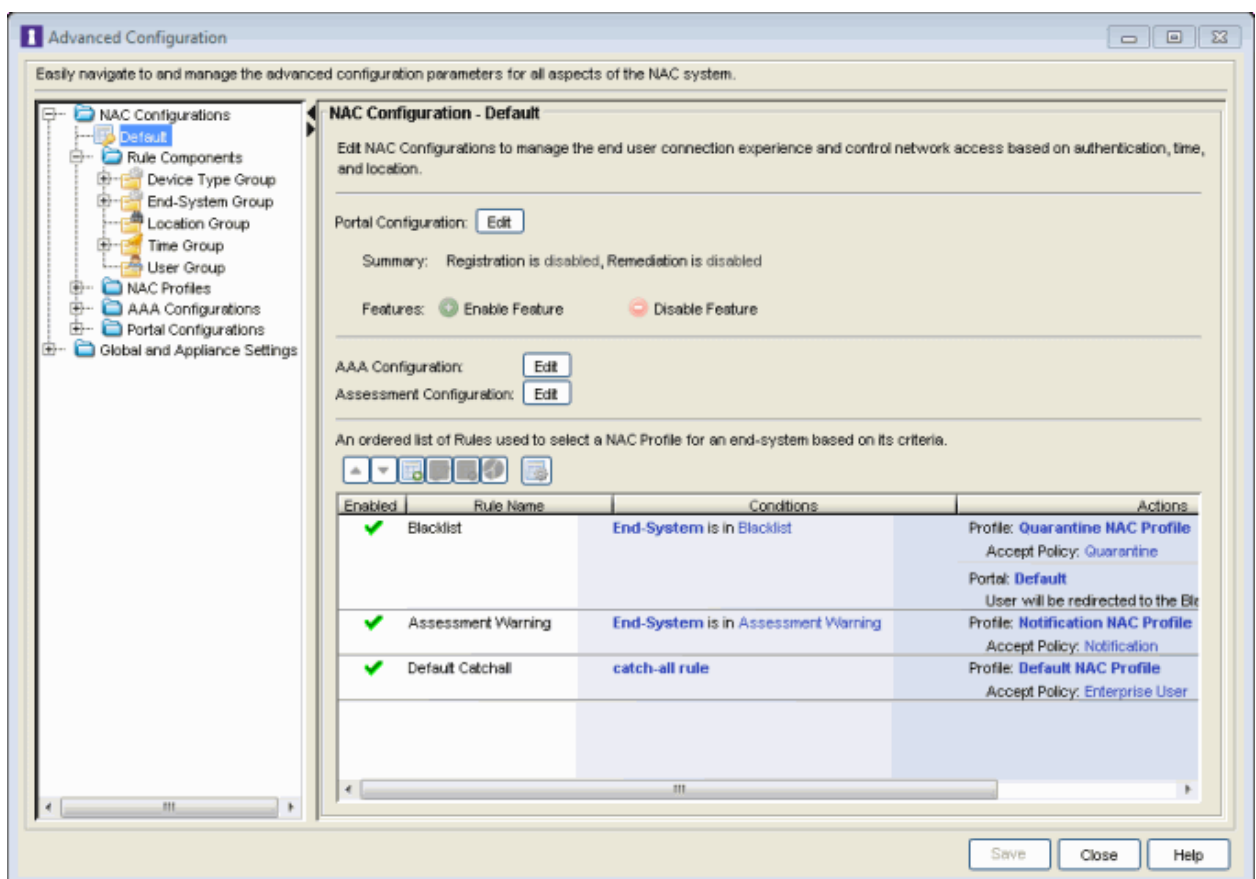 Advanced Configuration
Easily navigate to and manage the advanced configuration parameters for all aspects of the NAC system.
NAC Configurations
Default
Rule Components
Device Type Group
End-System Group
Location Group
Time Group
User Group
NAC Profiles
AAA Configurations
Portal Configurations
Global and Appliance Settings
NAC Configuration - Default
Edit NAC Configurations to manage the end user connection experience and control network access based on authentication, time,
and location.
Portal Configuration: Edit
Summary: Registration is disabled, Remediation is disabled
Features: Enable Feature Disable Feature
AAA Configuration: Edit
Assessment Configuration: Edit
An ordered list of Rules used to select a NAC Profile for an end-system based on its criteria.
Enabled Rule Name Conditions Actions
Blacklist End-System is in Blacklist Profile: Quarantine NAC Profile
Accept Policy: Quarantine
Portal: Default
User will be redirected to the Bla
Assessment Warning End-System is in Assessment Warning Profile: Notification NAC Profile
Accept Policy: Notification
Default Catchall catch-all rule Profile: Default NAC Profile
Accept Policy: Enterprise User
Save Close Help